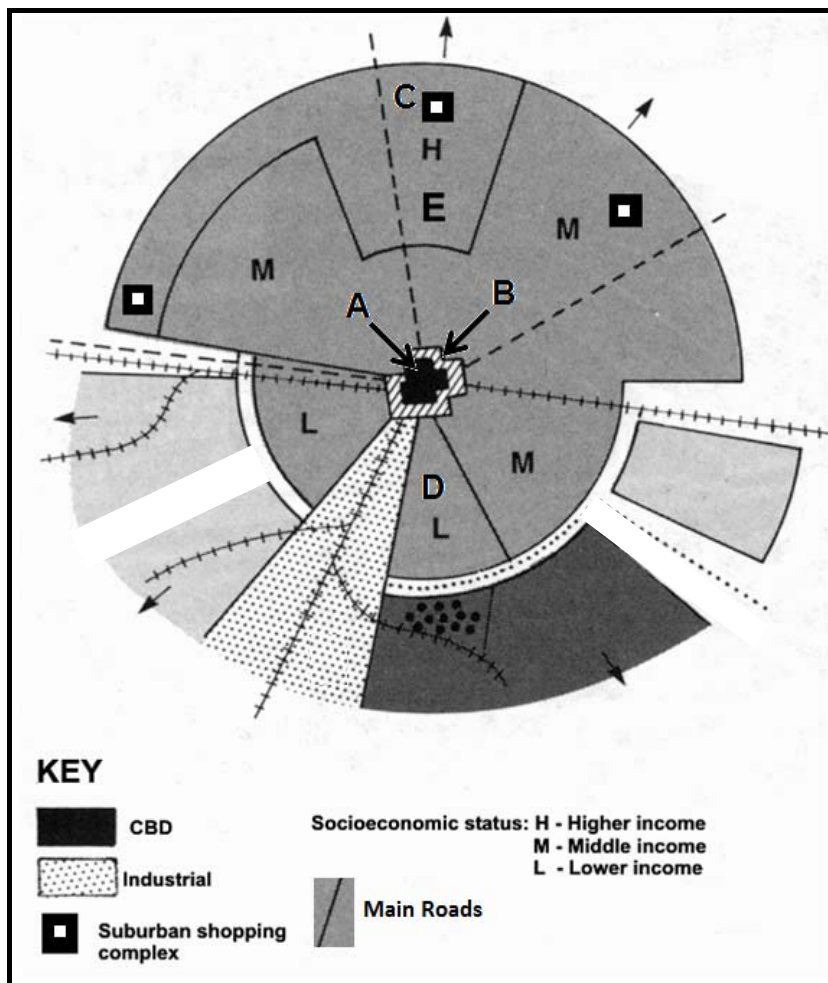 C
H
E
M
M
A
B
L
D
L
M
KEY
CBD
Industrial
Suburban shopping
complex
Socioeconomic status: H - Higher income
M - Middle income
L - Lower income
Main Roads